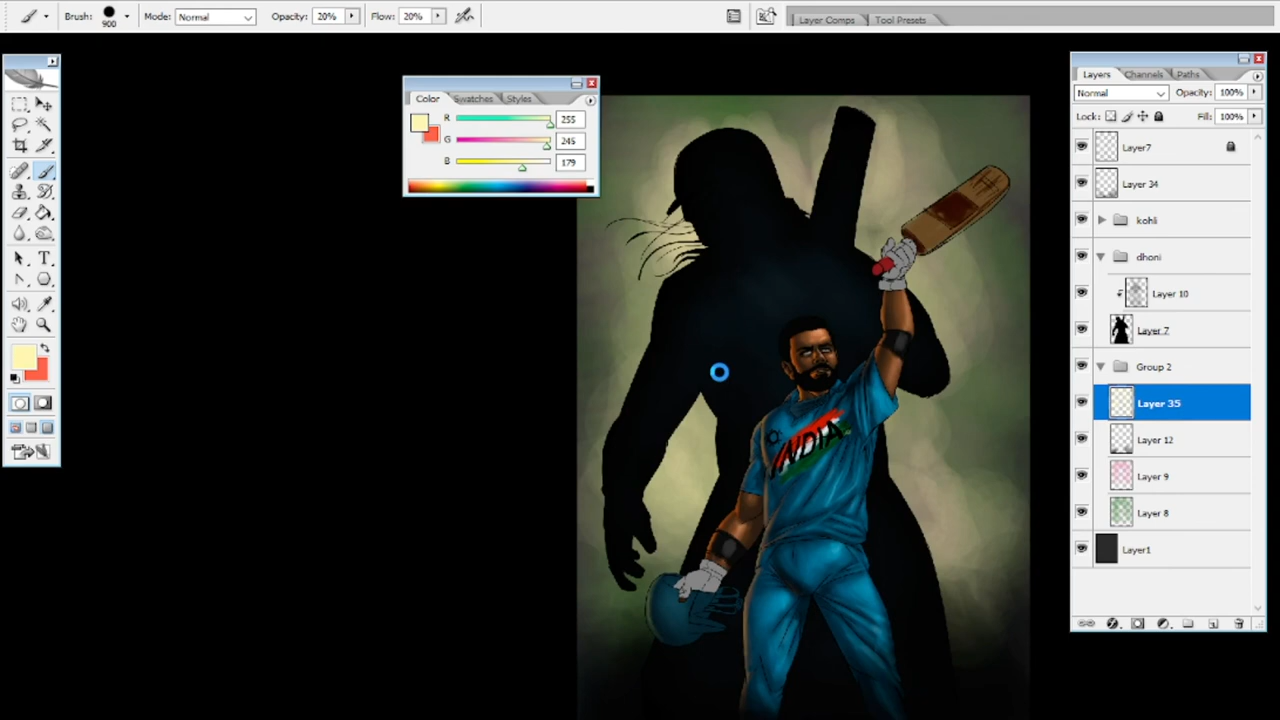 Brush: 900 Mode: Normal Opacity: 20% Flow: 20%
Layer Comps Tool Presets
Color Swatches Styles
R 255
G 245
B 179
Layers Channels Paths
Normal Opacity: 100%
Lock: Fill: 100%
Layer7
Layer 34
kohli
dhoni
Layer 10
Layer 7
Group 2
Layer 35
Layer 12
Layer 9
Layer 8
Layer1
T
INDIA